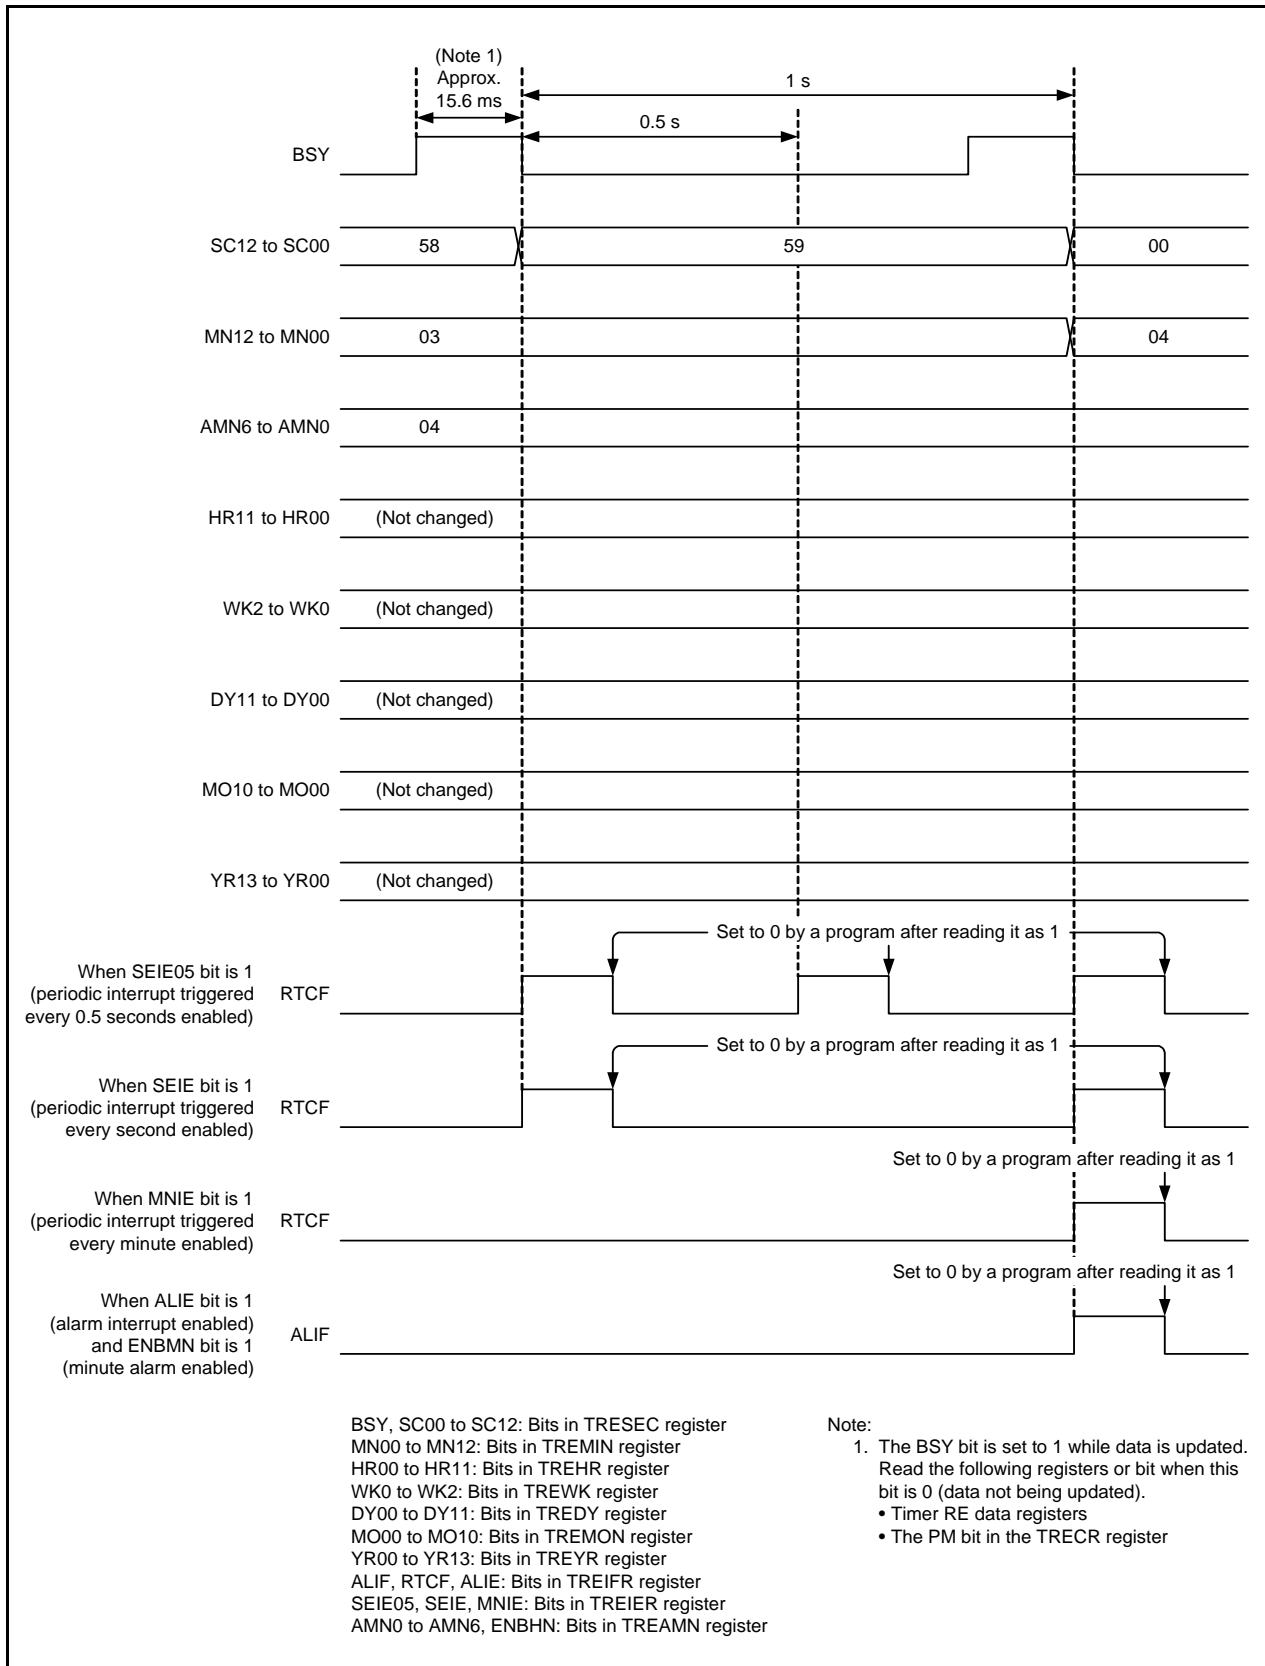 (Note 1)
Approx.
15.6 ms
1 s
0.5 s
BSY
SC12 to SC00 58 59 00
MN12 to MN00 03 04
AMN6 to AMN0 04
HR11 to HR00 (Not changed)
WK2 to WK0 (Not changed)
DY11 to DY00 (Not changed)
MO10 to MO00 (Not changed)
YR13 to YR00 (Not changed)
Set to 0 by a program after reading it as 1
When SEIE05 bit is 1
(periodic interrupt triggered
every 0.5 seconds enabled)
RTCF
Set to 0 by a program after reading it as 1
When SEIE bit is 1
(periodic interrupt triggered
every second enabled)
RTCF
Set to 0 by a program after reading it as 1
When MNIE bit is 1
(periodic interrupt triggered
every minute enabled)
RTCF
Set to 0 by a program after reading it as 1
When ALIE bit is 1
(alarm interrupt enabled)
and ENBMN bit is 1
(minute alarm enabled)
ALIF
BSY, SC00 to SC12: Bits in TRESEC register
MN00 to MN12: Bits in TREMIN register
HR00 to HR11: Bits in TREHR register
WK0 to WK2: Bits in TREWK register
DY00 to DY11: Bits in TREDY register
MO00 to MO10: Bits in TREMON register
YR00 to YR13: Bits in TREYR register
ALIF, RTCF, ALIE: Bits in TREIFR register
SEIE05, SEIE, MNIE: Bits in TREIER register
AMN0 to AMN6, ENBHN: Bits in TREAMN register
Note:
1. The BSY bit is set to 1 while data is updated.
Read the following registers or bit when this
bit is 0 (data not being updated).
• Timer RE data registers
• The PM bit in the TRECR register